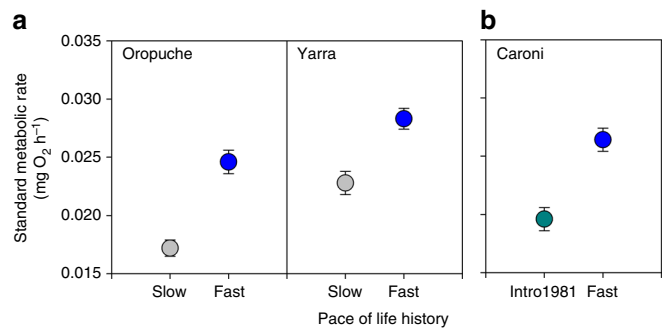 a
b
Standard metabolic rate
(mg O₂ h⁻¹)
0.035
0.030
0.025
0.020
0.015
Oropuche
Yarra
Caroni
Slow Fast
Slow Fast
Intro1981 Fast
Pace of life history